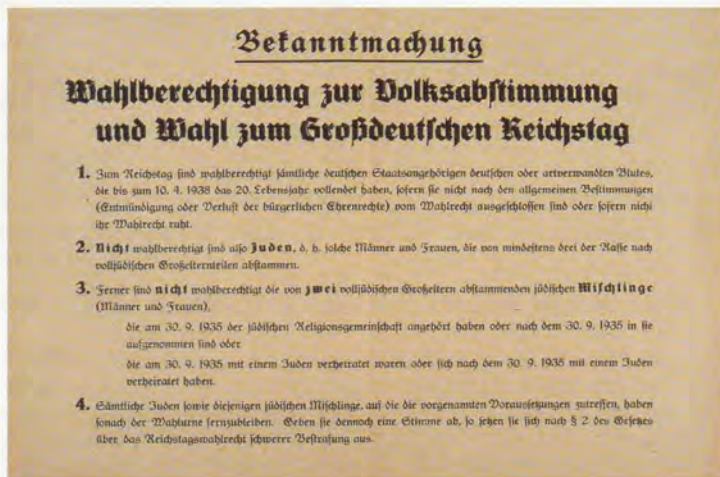 Bekanntmachung
Wahlberechtigung zur Volksabstimmung
und Wahl zum Großdeutschen Reichstag
1. Zum Reichstag sind wahlberechtigt sämtliche deutschen Staatsangehörigen deutschen oder artverwandten Blutes,
die bis zum 10. 4. 1938 das 20. Lebensjahr vollendet haben, sofern sie nicht nach den allgemeinen Bestimmungen
(Entmündigung oder Verlust der bürgerlichen Ehrenrechte) vom Wahlrecht ausgeschlossen sind oder sofern nicht
ihr Wahlrecht ruht.
2. Nicht wahlberechtigt sind also Juden, d. h. solche Männer und Frauen, die von mindestens drei der Rasse nach
volljüdischen Großelternteilen abstammen.
3. Ferner sind nicht wahlberechtigt die von zwei volljüdischen Großeltern abstammenden jüdischen Mischlinge
(Männer und Frauen),
die am 30. 9. 1935 der jüdischen Religionsgemeinschaft angehört haben oder nach dem 30. 9. 1935 in sie
aufgenommen sind oder
die am 30. 9. 1935 mit einem Juden verheiratet waren oder sich nach dem 30. 9. 1935 mit einem Juden
verheiratet haben.
4. Sämtliche Juden sowie diejenigen jüdischen Mischlinge, auf die die vorgenannten Voraussetzungen zutreffen, haben
sonach der Wahlurne fernzubleiben. Geben sie dennoch eine Stimme ab, so setzen sie sich nach § 2 des Gesetzes
über das Reichstagswahlrecht schwerer Bestrafung aus.